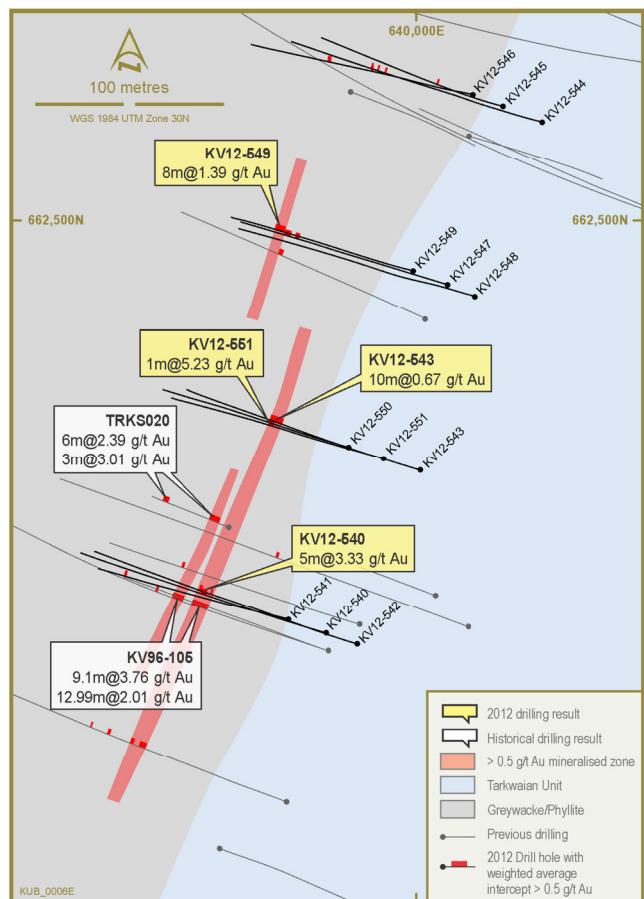 640,000E
100 metres
WGS 1984 UTM Zone 30N
KV12-546
KV12-545
KV12-544
KV12-549
8m@1.39 g/t Au
662,500N
662,500N
KV12-549
KV12-547
KV12-548
KV12-551
1m@5.23 g/t Au
KV12-543
10m@0.67 g/t Au
KV12-550
KV12-551
KV12-543
TRKS020
6m@2.39 g/t Au
3m@3.01 g/t Au
KV12-540
5m@3.33 g/t Au
KV12-541
KV12-540
KV12-542
KV96-105
9.1m@3.76 g/t Au
12.99m@2.01 g/t Au
2012 drilling result
Historical drilling result
> 0.5 g/t Au mineralised zone
Tarkwaian Unit
Greywacke/Phyllite
Previous drilling
2012 Drill hole with
weighted average
intercept > 0.5 g/t Au
KUB_0006E